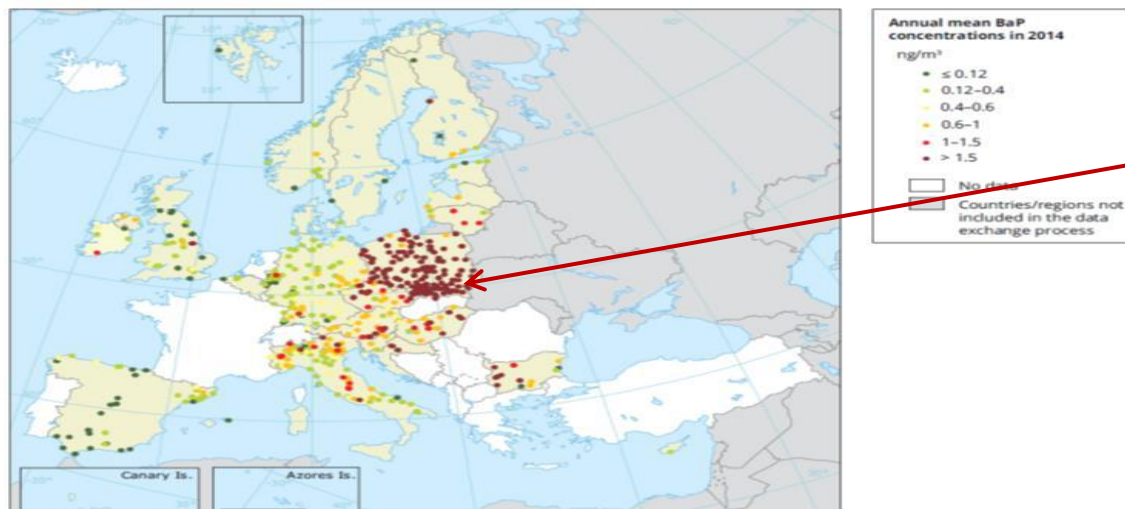 Annual mean BaP
concentrations in 2014
ng/m³
≤ 0.12
0.12–0.4
0.4–0.6
0.6–1
1–1.5
> 1.5
No data
Countries/regions not
included in the data
exchange process
Canary Is.
Azores Is.